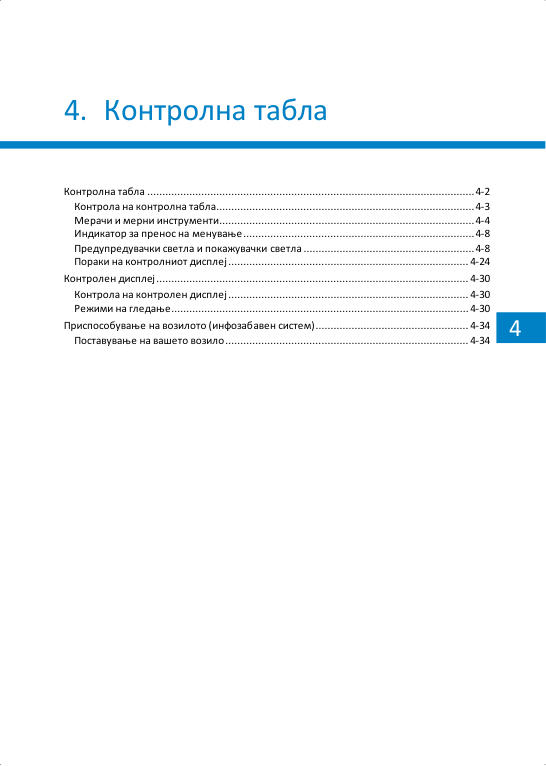 4. Контролна табла
Контролна табла ........ 4-2
Контрола на контролна табла ........ 4-3
Мерачи и мерни инструменти ........ 4-4
Индикатор за пренос на менување ........ 4-8
Предупредувачки светла и покажувачки светла ........ 4-8
Пораки на контролниот дисплеј ........ 4-24
Контролен дисплеј ........ 4-30
Контрола на контролен дисплеј ........ 4-30
Режими на гледање ........ 4-30
Приспособување на возилото (инфозабавен систем) ........ 4-34
Поставување на вашето возило ........ 4-34
4